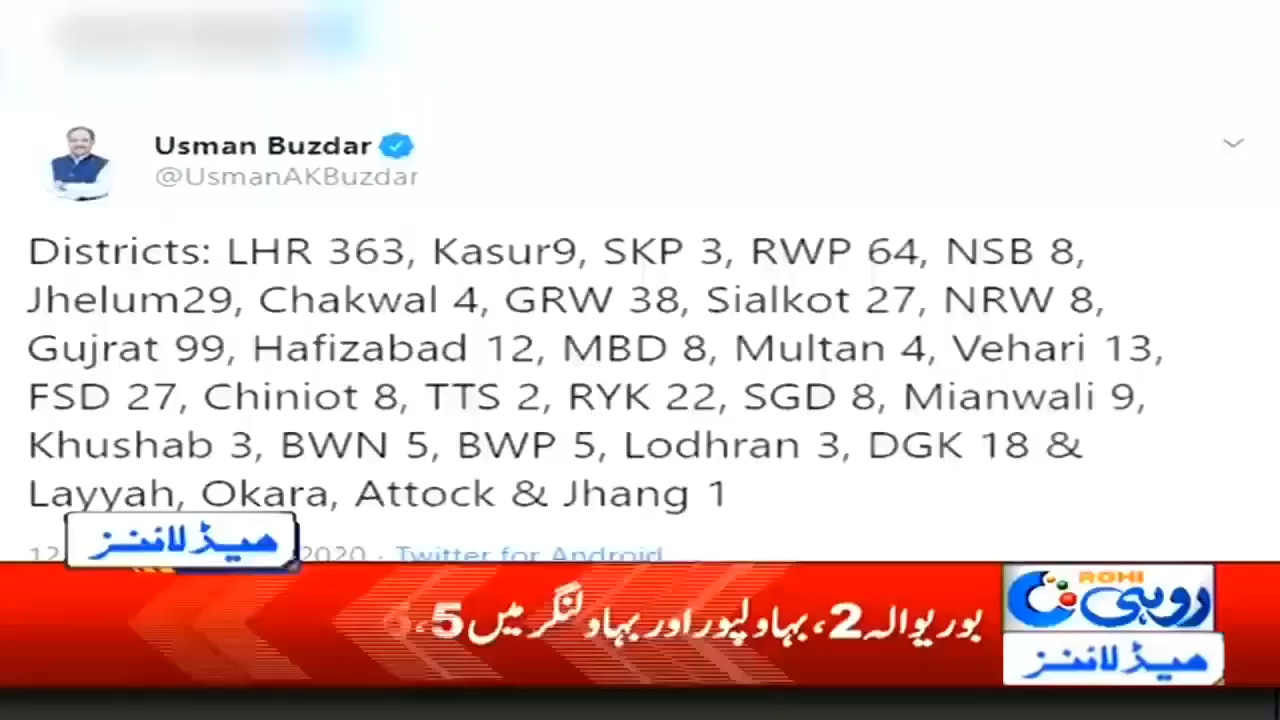 Usman Buzdar
@UsmanAKBuzdar
Districts: LHR 363, Kasur9, SKP 3, RWP 64, NSB 8,
Jhelum29, Chakwal 4, GRW 38, Sialkot 27, NRW 8,
Gujrat 99, Hafizabad 12, MBD 8, Multan 4, Vehari 13,
FSD 27, Chiniot 8, TTS 2, RYK 22, SGD 8, Mianwali 9,
Khushab 3, BWN 5, BWP 5, Lodhran 3, DGK 18 &
Layyah, Okara, Attock & Jhang 1
12 2020 · Twitter for Android
ہیڈلائنز
بوریوالہ 2، بہاولپور اور بہاولنگر میں 5،
ROHI
روہی
ہیڈلائنز